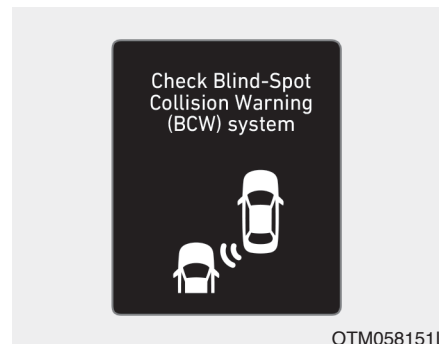 Check Blind-Spot
Collision Warning
(BCW) system
OTM058151L